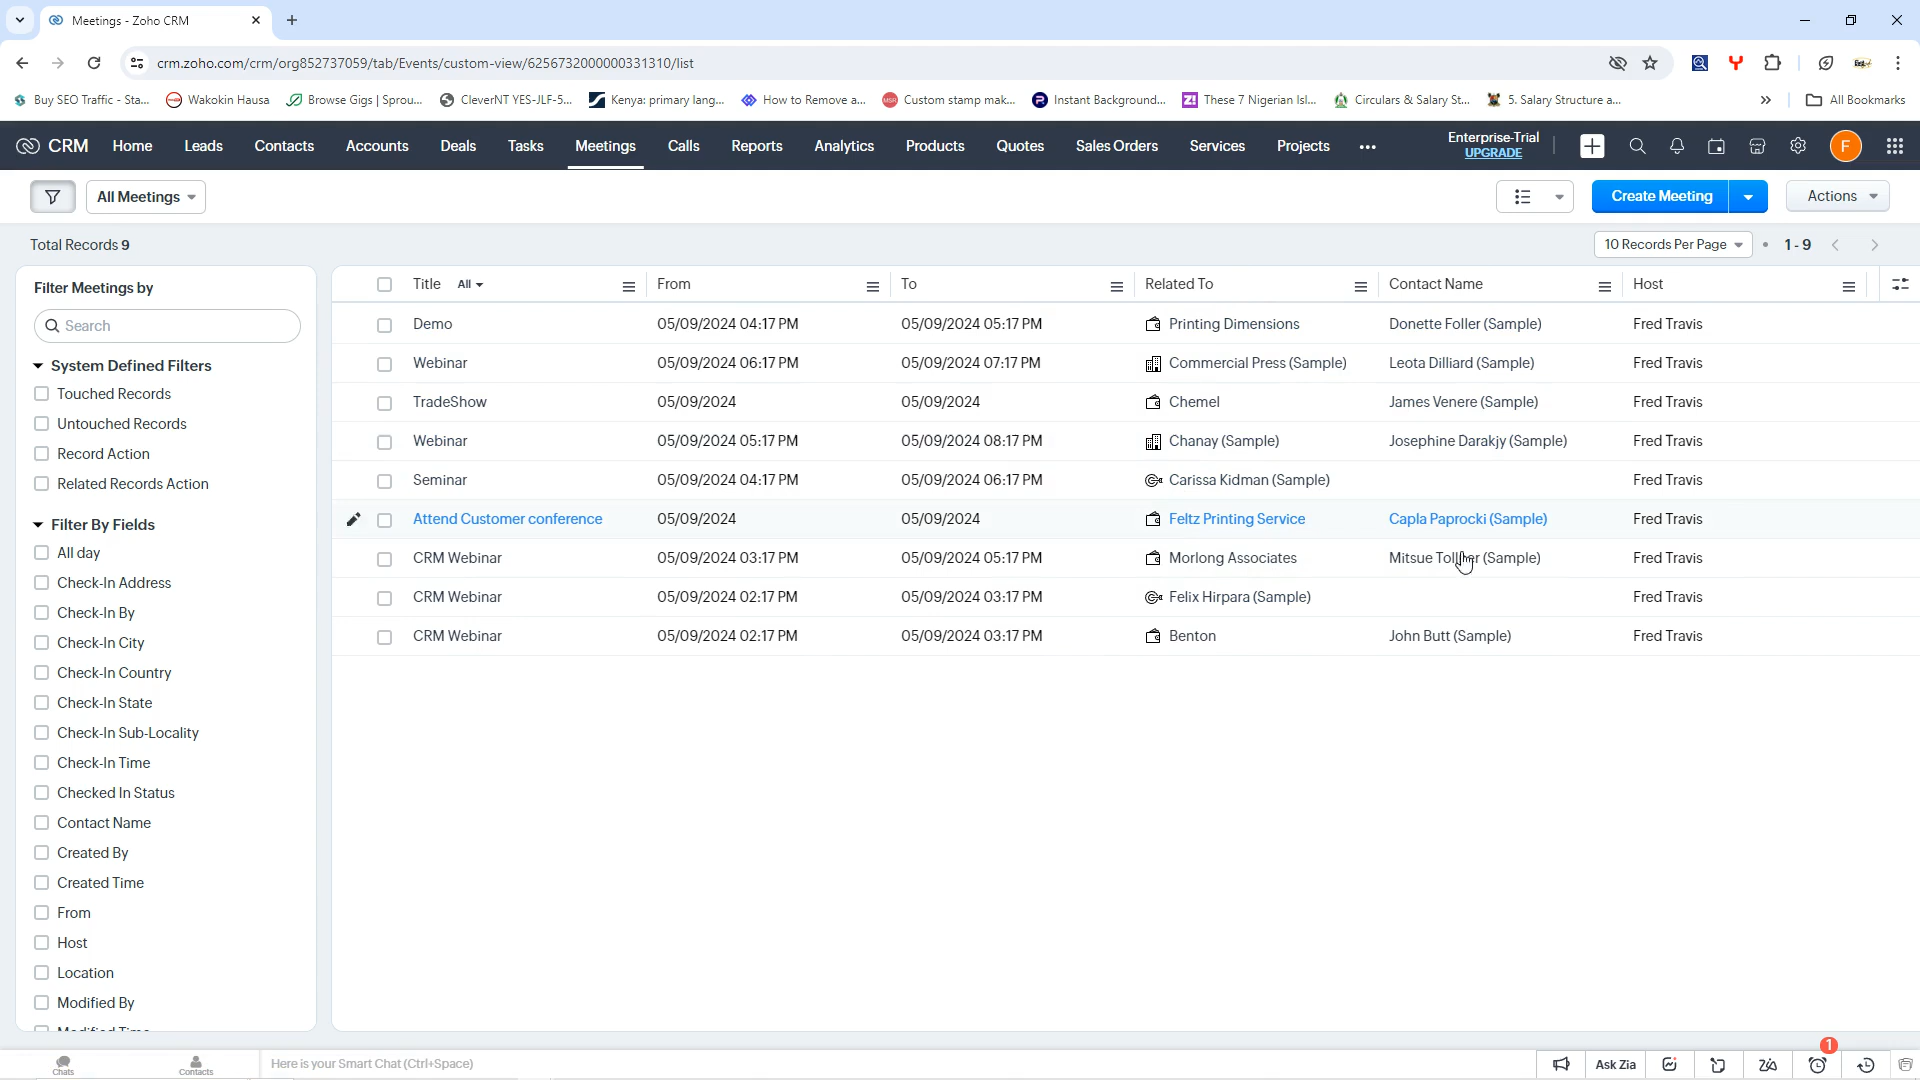 Meetings - Zoho CRM
crm.zoho.com/crm/org852737059/tab/Events/custom-view/6256732000000331310/list
Buy SEO Traffic - Sta... Wakokin Hausa Browse Gigs | Sprou... CleverNT YES-JLF-5... Kenya: primary lang... How to Remove a... Custom stamp mak... Instant Background... These 7 Nigerian Isl... Circulars & Salary St... 5. Salary Structure a... » All Bookmarks
CRM Home Leads Contacts Accounts Deals Tasks Meetings Calls Reports Analytics Products Quotes Sales Orders Services Projects ••• Enterprise-Trial F
UPGRADE
All Meetings Create Meeting Actions
Total Records 9 10 Records Per Page • 1 - 9
Filter Meetings by
Search
System Defined Filters
Touched Records
Untouched Records
Record Action
Related Records Action
Filter By Fields
All day
Check-In Address
Check-In By
Check-In City
Check-In Country
Check-In State
Check-In Sub-Locality
Check-In Time
Checked In Status
Contact Name
Created By
Created Time
From
Host
Location
Modified By
Modified Time
Title All From To Related To Contact Name Host
Demo 05/09/2024 04:17 PM 05/09/2024 05:17 PM Printing Dimensions Donette Foller (Sample) Fred Travis
Webinar 05/09/2024 06:17 PM 05/09/2024 07:17 PM Commercial Press (Sample) Leota Dilliard (Sample) Fred Travis
TradeShow 05/09/2024 05/09/2024 Chemel James Venere (Sample) Fred Travis
Webinar 05/09/2024 05:17 PM 05/09/2024 08:17 PM Chanay (Sample) Josephine Darakjy (Sample) Fred Travis
Seminar 05/09/2024 04:17 PM 05/09/2024 06:17 PM Carissa Kidman (Sample) Fred Travis
Attend Customer conference 05/09/2024 05/09/2024 Feltz Printing Service Capla Paprocki (Sample) Fred Travis
CRM Webinar 05/09/2024 03:17 PM 05/09/2024 05:17 PM Morlong Associates Mitsue (Sample) Fred Travis
CRM Webinar 05/09/2024 02:17 PM 05/09/2024 03:17 PM Felix Hirpara (Sample) Fred Travis
CRM Webinar 05/09/2024 02:17 PM 05/09/2024 03:17 PM Benton John Butt (Sample) Fred Travis
Chats Contacts Here is your Smart Chat (Ctrl+Space) Ask Zia 1